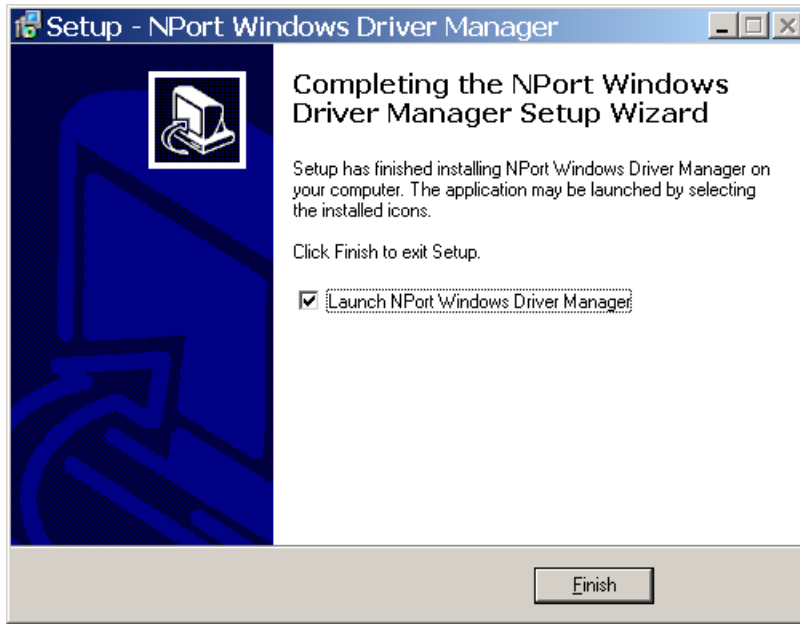 Setup - NPort Windows Driver Manager
Completing the NPort Windows
Driver Manager Setup Wizard
Setup has finished installing NPort Windows Driver Manager on
your computer. The application may be launched by selecting
the installed icons.
Click Finish to exit Setup.
Launch NPort Windows Driver Manager
Finish